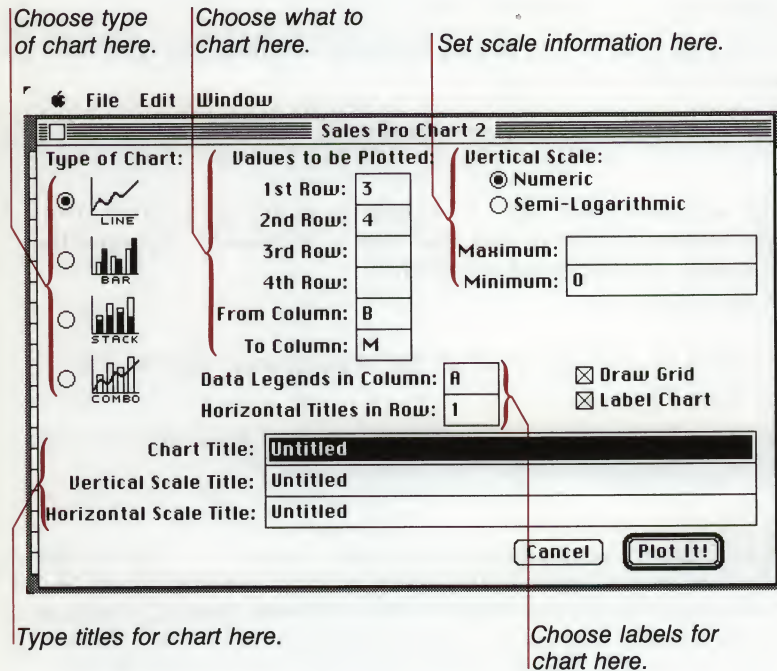 Choose type
of chart here.
Choose what to
chart here.
Set scale information here.
File Edit Window
Sales Pro Chart 2
Type of Chart:
LINE
BAR
STACK
COMBO
Values to be Plotted:
1st Row: 3
2nd Row: 4
3rd Row:
4th Row:
From Column: B
To Column: M
Vertical Scale:
Numeric
Semi-Logarithmic
Maximum:
Minimum: 0
Data Legends in Column: A
Horizontal Titles in Row: 1
Draw Grid
Label Chart
Chart Title: Untitled
Vertical Scale Title: Untitled
Horizontal Scale Title: Untitled
Cancel
Plot It!
Type titles for chart here.
Choose labels for
chart here.